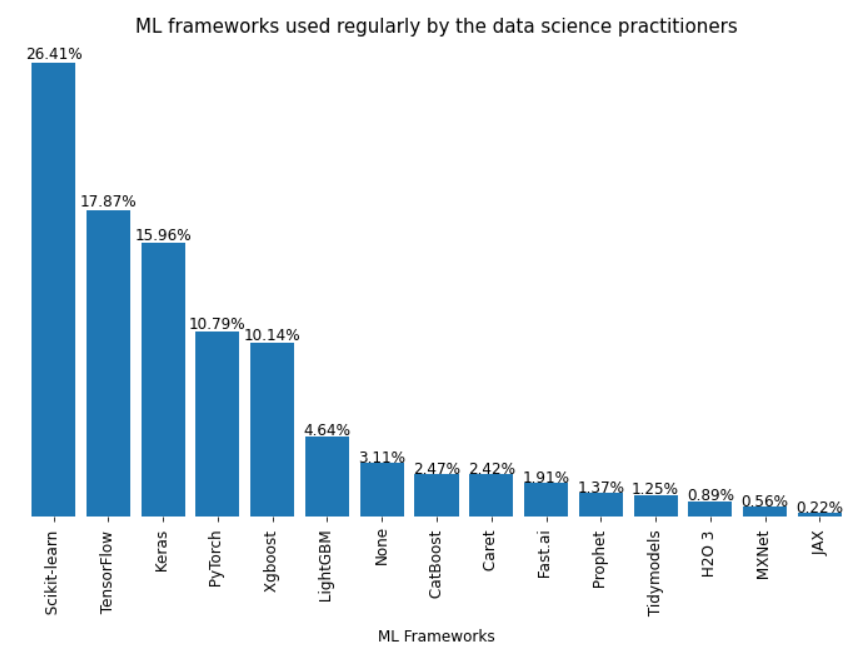 ML frameworks used regularly by the data science practitioners
26.41%
17.87%
15.96%
10.79%
10.14%
4.64%
3.11%
2.47%
2.42%
1.91%
1.37%
1.25%
0.89%
0.56%
0.22%
Scikit-learn
TensorFlow
Keras
PyTorch
Xgboost
LightGBM
None
CatBoost
Caret
Fast.ai
Prophet
Tidymodels
H2O 3
MXNet
JAX
ML Frameworks